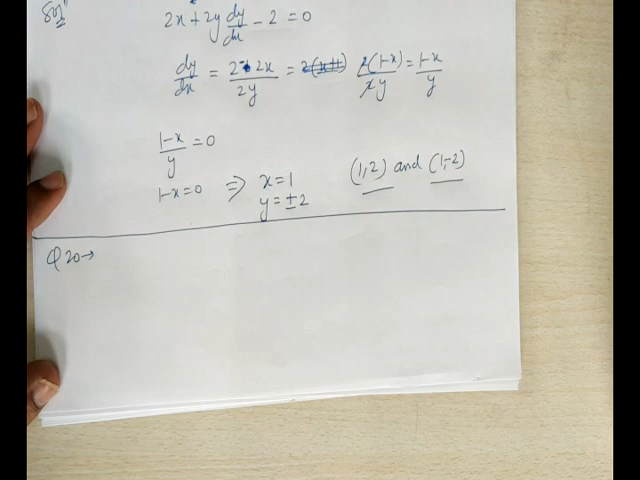 Solⁿ 2x + 2y dy/dx - 2 = 0
dy/dx = 2 - 2x / 2y = 2(1-x) / 2y = 1-x / y
1-x / y = 0
1-x = 0 ⇒ x = 1 (1,2) and (1,-2)
y = ±2
Q 20→